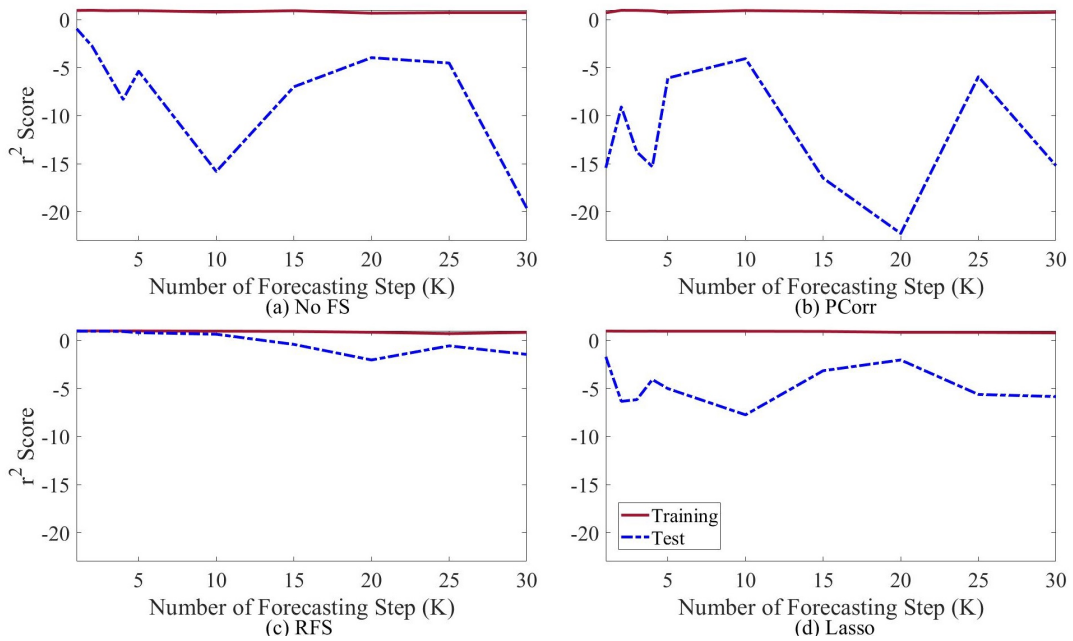 0
-5
-10
-15
-20
r² Score
5 10 15 20 25 30
Number of Forecasting Step (K)
(a) No FS
0
-5
-10
-15
-20
5 10 15 20 25 30
Number of Forecasting Step (K)
(b) PCorr
0
-5
-10
-15
-20
r² Score
5 10 15 20 25 30
Number of Forecasting Step (K)
(c) RFS
0
-5
-10
-15
-20
Training
Test
5 10 15 20 25 30
Number of Forecasting Step (K)
(d) Lasso